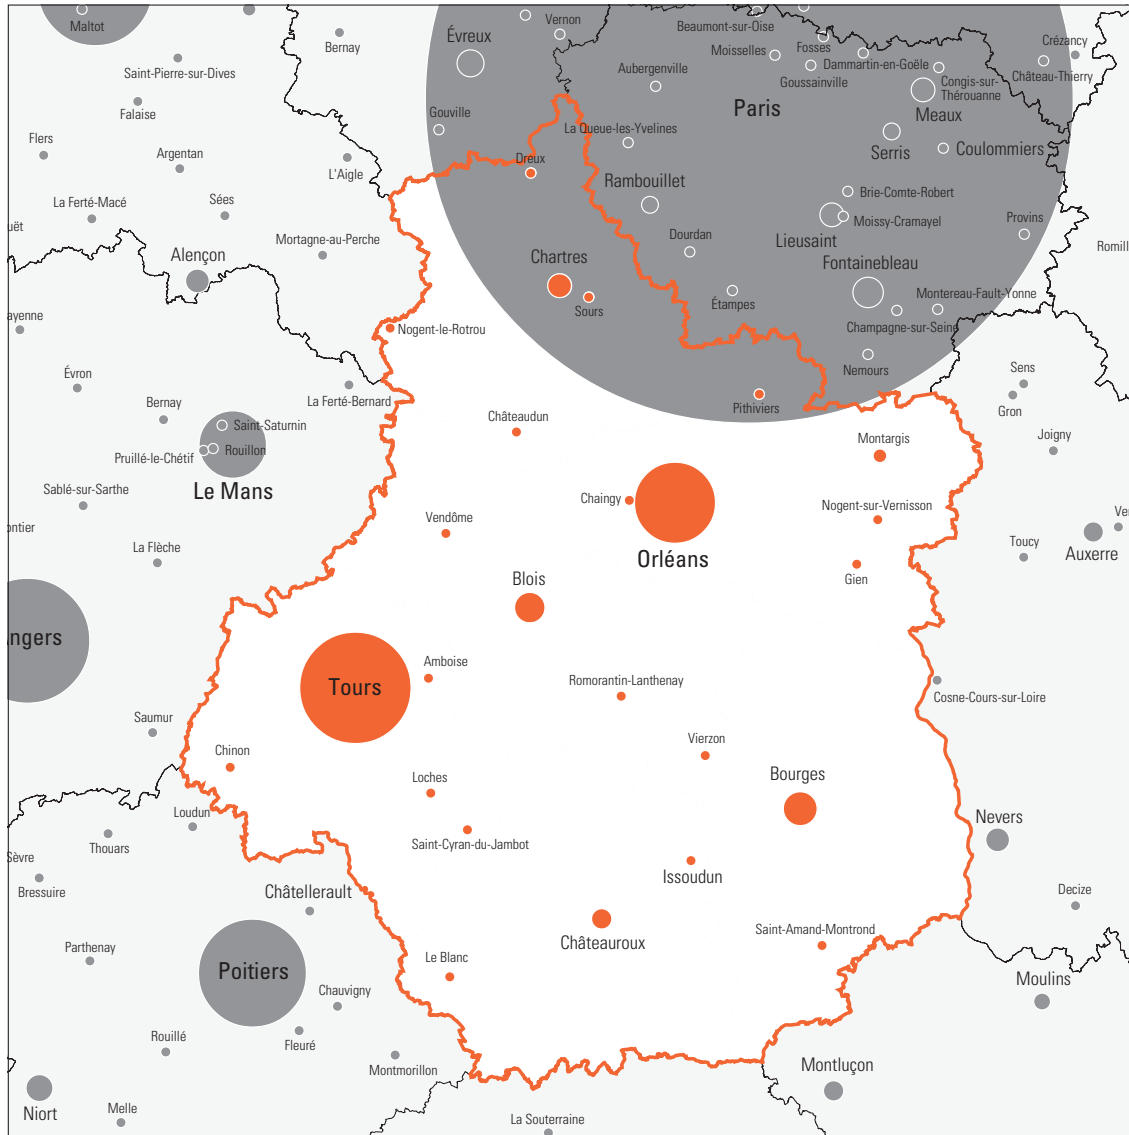 Maltot
Bernay
Évreux
Vernon
Beaumont-sur-Oise
Moisselles
Fosses
Dammartin-en-Goële
Goussainville
Crézancy
Château-Thierry
Congis-sur-
Thérouanne
Saint-Pierre-sur-Dives
Aubergenville
Falaise
Gouville
Paris
Meaux
La Queue-les-Yvelines
Flers
Argentan
L'Aigle
Dreux
Serris
Coulommiers
Rambouillet
Brie-Comte-Robert
La Ferté-Macé
Sées
Moissy-Cramayel
Provins
uët
Mortagne-au-Perche
Dourdan
Lieusaint
Romill
Alençon
Chartres
Fontainebleau
Étampes
Montereau-Fault-Yonne
ayenne
Sours
Champagne-sur-Seine
Nogent-le-Rotrou
Nemours
Évron
La Ferté-Bernard
Sens
Bernay
Châteaudun
Pithiviers
Gron
Saint-Saturnin
Montargis
Joigny
Pruillé-le-Chétif
Rouillon
Le Mans
Sablé-sur-Sarthe
Chaingy
Nogent-sur-Vernisson
Vendôme
ontier
Ver
La Flèche
Orléans
Toucy
Auxerre
Blois
Gien
Angers
Amboise
Tours
Romorantin-Lanthenay
Cosne-Cours-sur-Loire
Saumur
Chinon
Vierzon
Loches
Bourges
Loudun
Nevers
Thouars
Saint-Cyran-du-Jambot
Sèvre
Issoudun
Bressuire
Châtellerault
Decize
Parthenay
Châteauroux
Saint-Amand-Montrond
Le Blanc
Poitiers
Moulins
Chauvigny
Rouillé
Fleuré
Montmorillon
Montluçon
Niort
Melle
La Souterraine